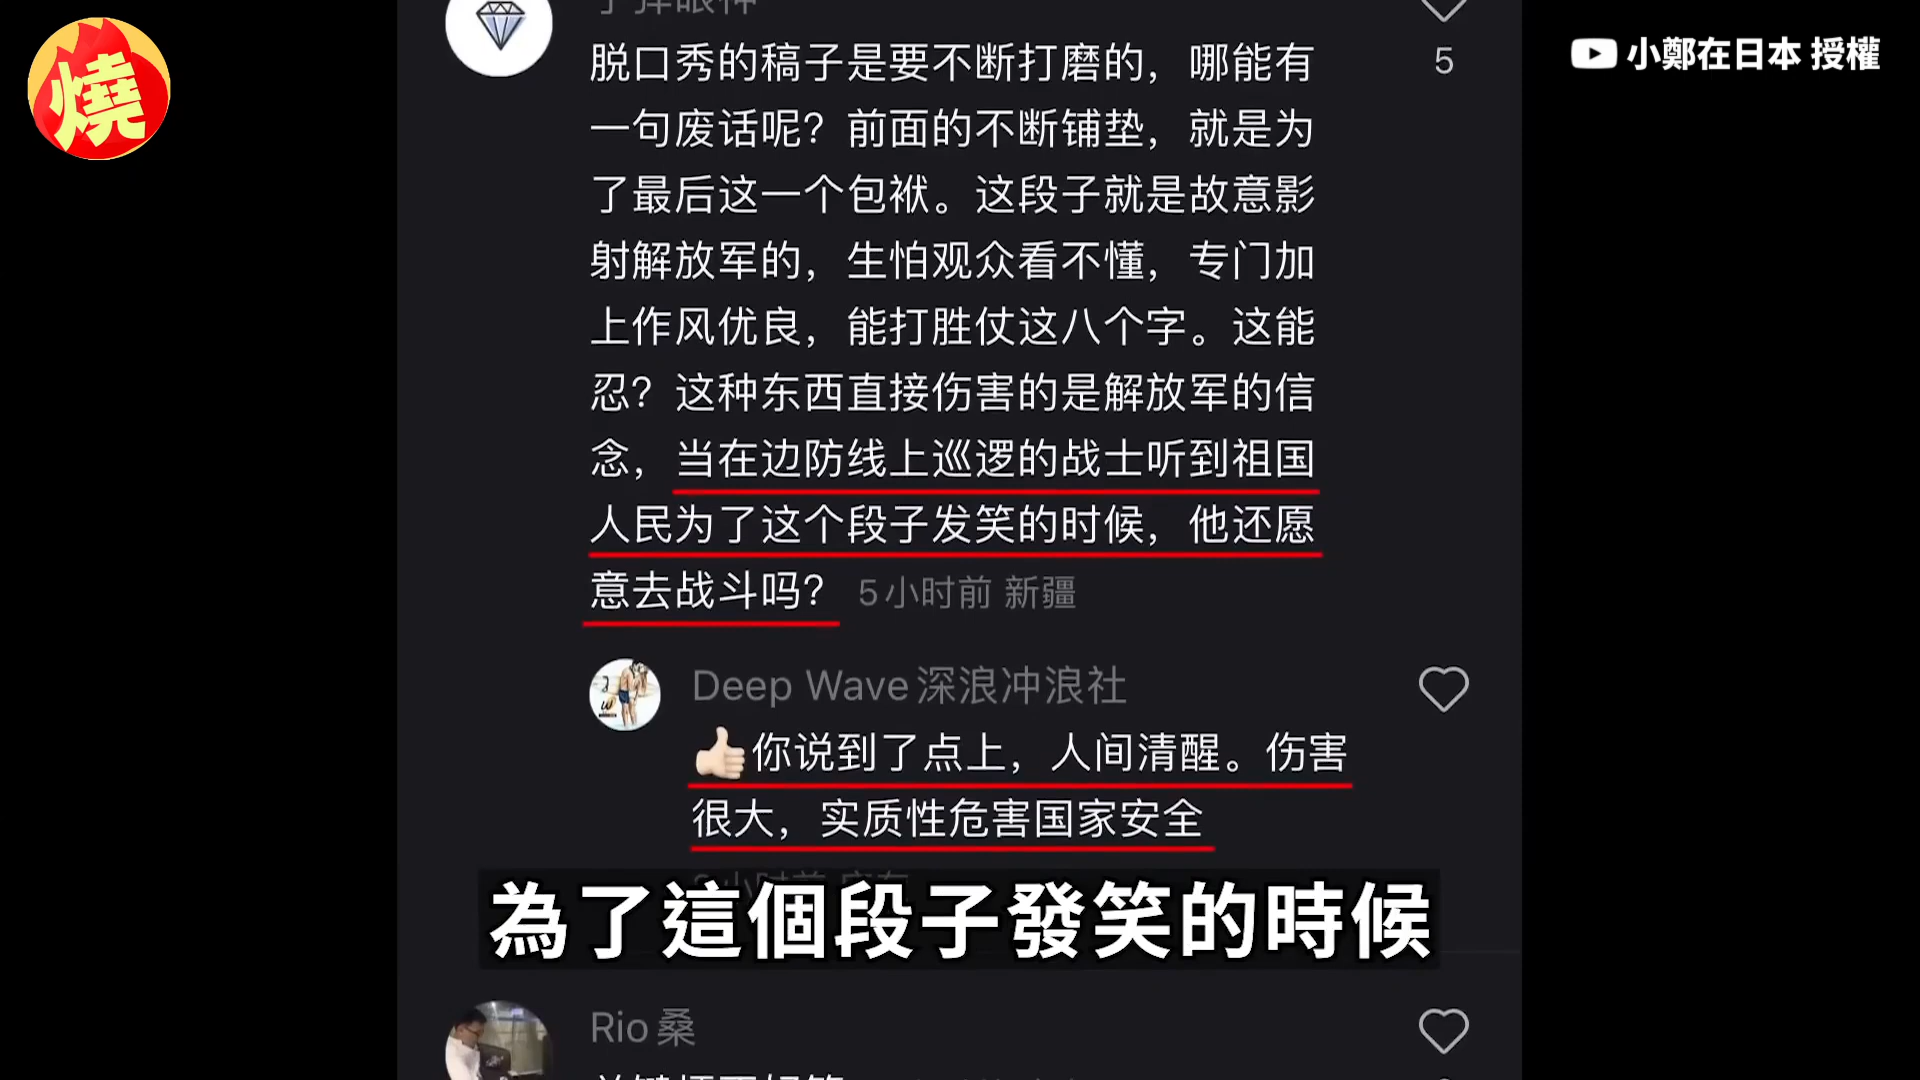 燒
小鄭在日本 授權
脱口秀的稿子是要不断打磨的，哪能有
5
一句废话呢？前面的不断铺垫，就是为
了最后这一个包袱。这段子就是故意影
射解放军的，生怕观众看不懂，专门加
上作风优良，能打胜仗这八个字。这能
忍？这种东西直接伤害的是解放军的信
念，当在边防线上巡逻的战士听到祖国
人民为了这个段子发笑的时候，他还愿
意去战斗吗？ 5小时前 新疆
Deep Wave深浪冲浪社
👍🏻你说到了点上，人间清醒。伤害
很大，实质性危害国家安全
為了這個段子發笑的時候
Rio桑